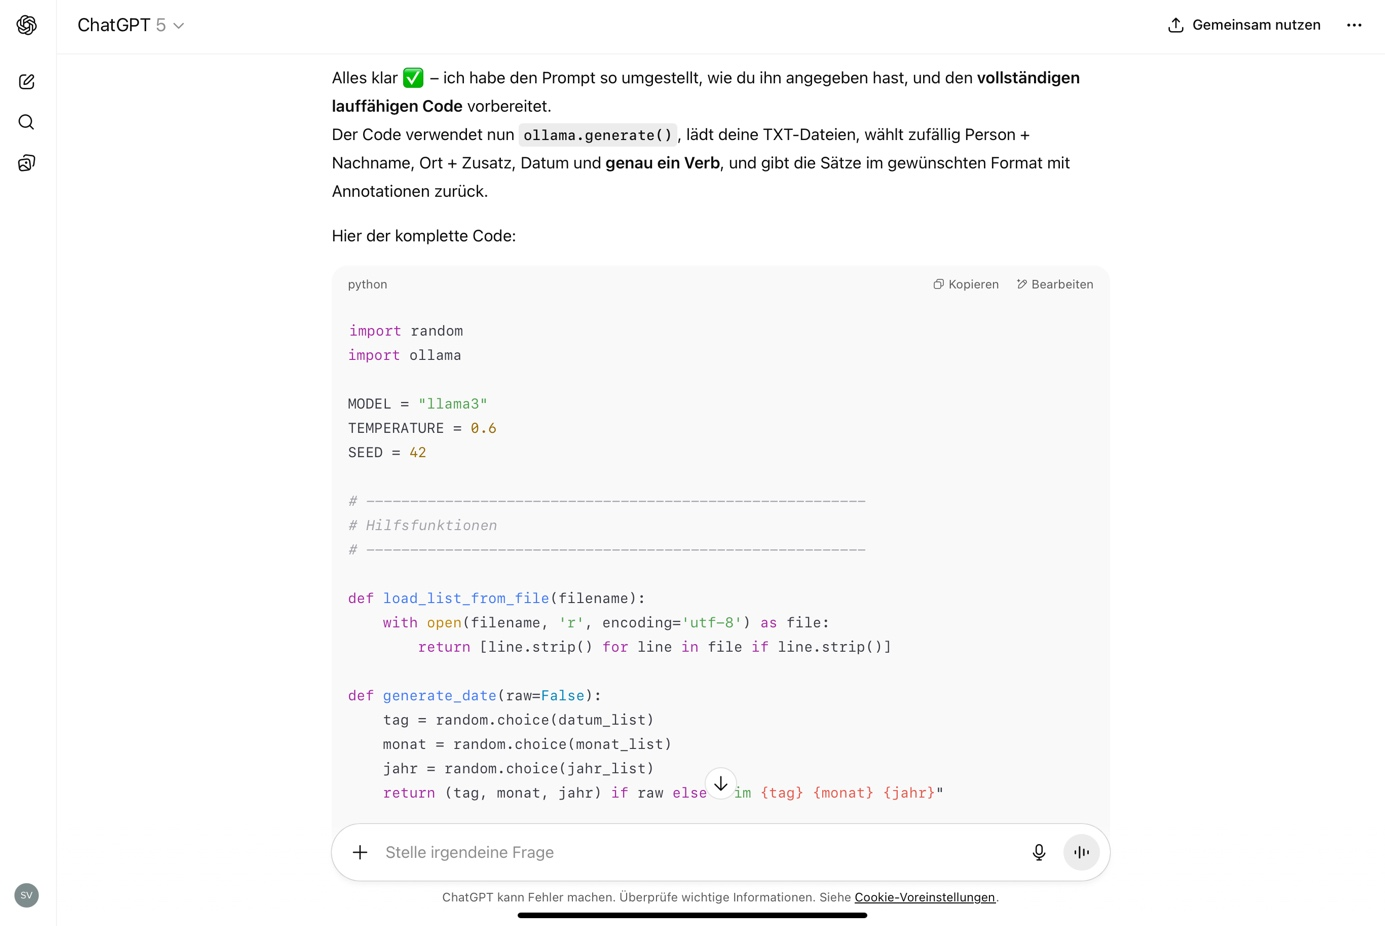 ChatGPT 5
Gemeinsam nutzen
Alles klar ✅ – ich habe den Prompt so umgestellt, wie du ihn angegeben hast, und den vollständigen
lauffähigen Code vorbereitet.
Der Code verwendet nun ollama.generate(), lädt deine TXT-Dateien, wählt zufällig Person +
Nachname, Ort + Zusatz, Datum und genau ein Verb, und gibt die Sätze im gewünschten Format mit
Annotationen zurück.
Hier der komplette Code:
python
Kopieren
Bearbeiten
import random
import ollama
MODEL = "llama3"
TEMPERATURE = 0.6
SEED = 42
# ---------------------------------------------------------
# Hilfsfunktionen
# ---------------------------------------------------------
def load_list_from_file(filename):
    with open(filename, 'r', encoding='utf-8') as file:
        return [line.strip() for line in file if line.strip()]
def generate_date(raw=False):
    tag = random.choice(datum_list)
    monat = random.choice(monat_list)
    jahr = random.choice(jahr_list)
    return (tag, monat, jahr) if raw else im {tag} {monat} {jahr}"
Stelle irgendeine Frage
SV
ChatGPT kann Fehler machen. Überprüfe wichtige Informationen. Siehe Cookie-Voreinstellungen.